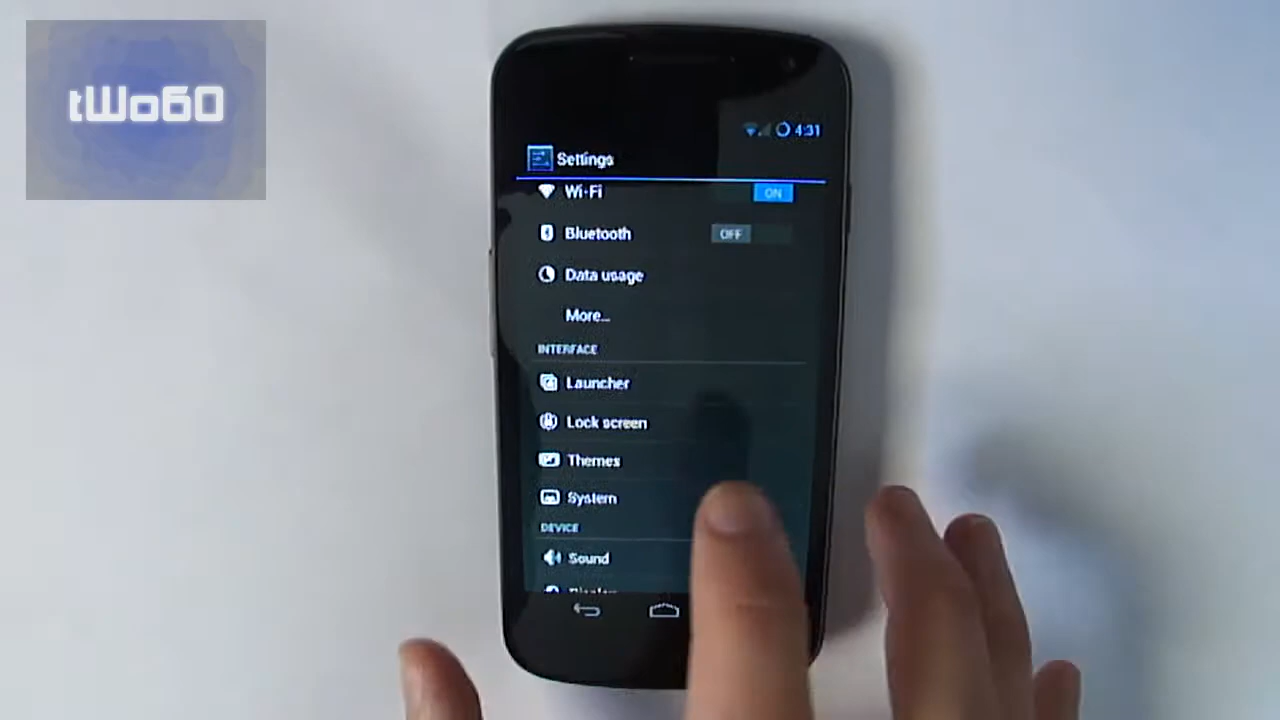 tWo60
4:31
Settings
Wi-Fi
ON
Bluetooth
OFF
Data usage
More...
INTERFACE
Launcher
Lock screen
Themes
System
DEVICE
Sound